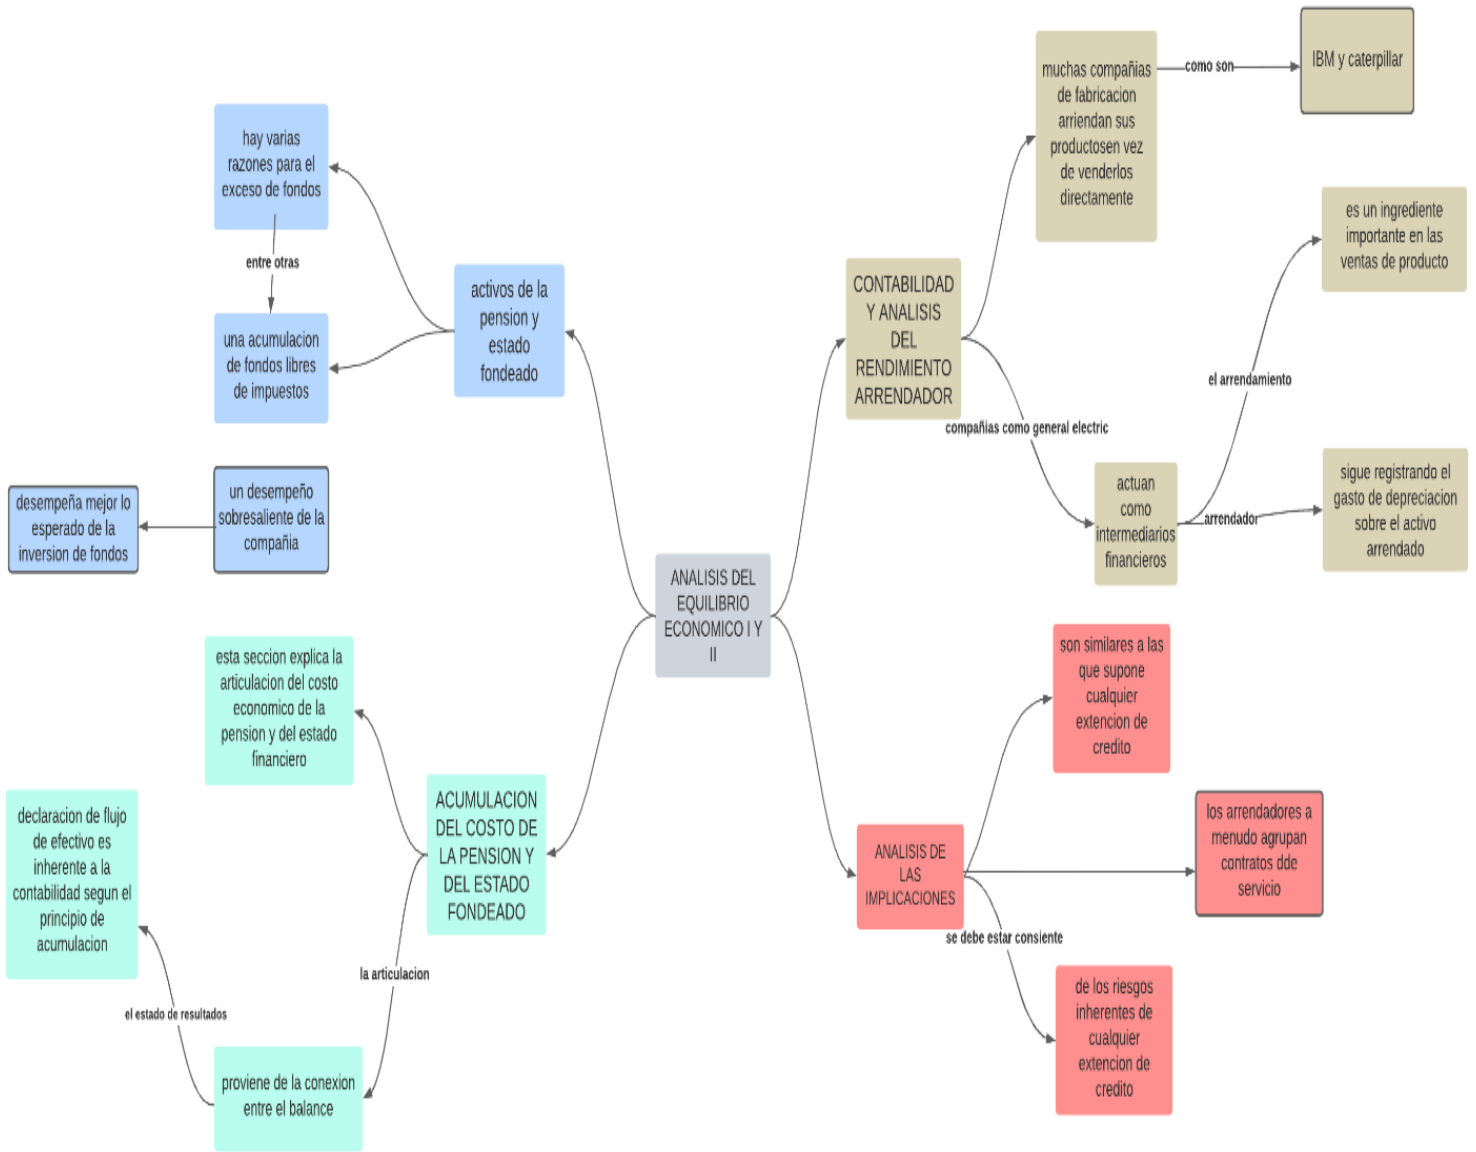 ANALISIS DEL
EQUILIBRIO
ECONOMICO I Y
II
activos de la
pension y
estado
fondeado
hay varias
razones para el
exceso de fondos
entre otras
una acumulacion
de fondos libres
de impuestos
un desempeño
sobresaliente de la
compañia
desempeña mejor lo
esperado de la
inversion de fondos
ACUMULACION
DEL COSTO DE
LA PENSION Y
DEL ESTADO
FONDEADO
esta seccion explica la
articulacion del costo
economico de la
pension y del estado
financiero
la articulacion
proviene de la conexion
entre el balance
el estado de resultados
declaracion de flujo
de efectivo es
inherente a la
contabilidad segun el
principio de
acumulacion
CONTABILIDAD
Y ANALISIS
DEL
RENDIMIENTO
ARRENDADOR
muchas compañias
de fabricacion
arriendan sus
productosen vez
de venderlos
directamente
como son
IBM y caterpillar
compañias como general electric
actuan
como
intermediarios
financieros
el arrendamiento
es un ingrediente
importante en las
ventas de producto
arrendador
sigue registrando el
gasto de depreciacion
sobre el activo
arrendado
ANALISIS DE
LAS
IMPLICACIONES
son similares a las
que supone
cualquier
extencion de
credito
los arrendadores a
menudo agrupan
contratos dde
servicio
se debe estar consiente
de los riesgos
inherentes de
cualquier
extencion de
credito